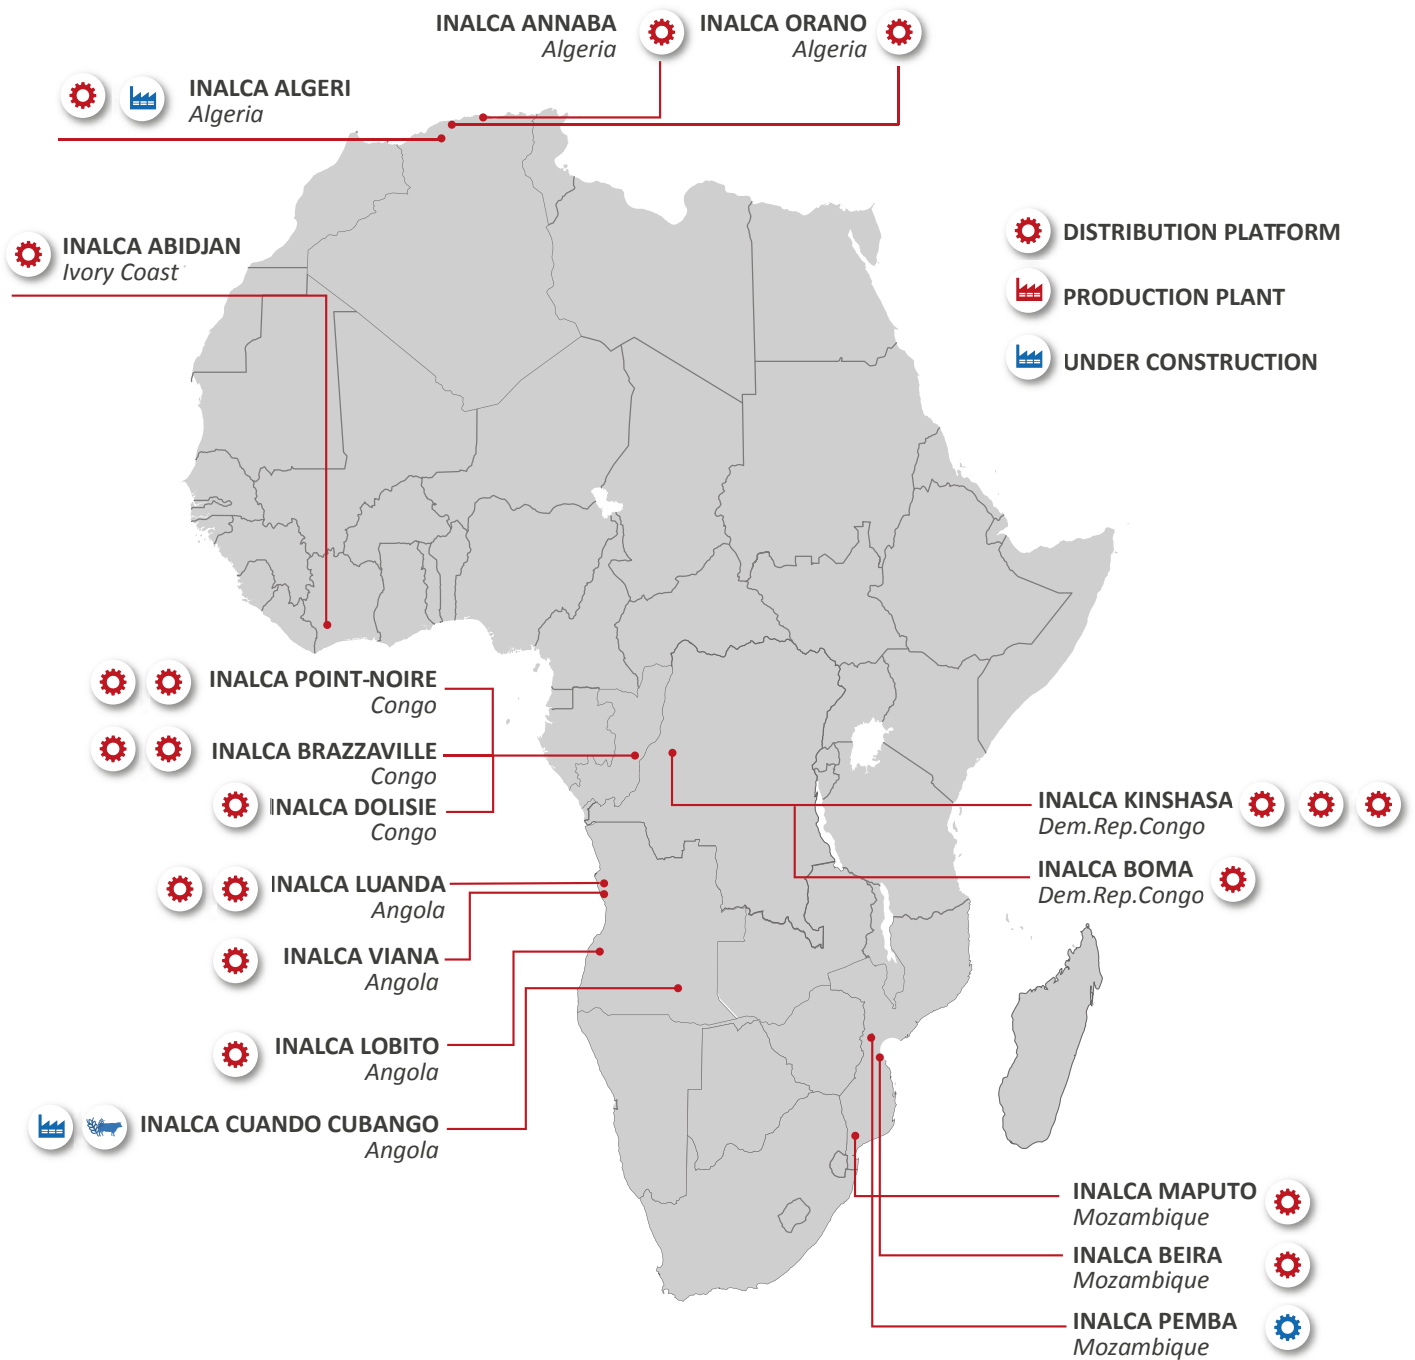 INALCA ANNABA
Algeria
INALCA ORANO
Algeria
INALCA ALGERI
Algeria
INALCA ABIDJAN
Ivory Coast
DISTRIBUTION PLATFORM
PRODUCTION PLANT
UNDER CONSTRUCTION
INALCA POINT-NOIRE
Congo
INALCA BRAZZAVILLE
Congo
INALCA DOLISIE
Congo
INALCA KINSHASA
Dem.Rep.Congo
INALCA BOMA
Dem.Rep.Congo
INALCA LUANDA
Angola
INALCA VIANA
Angola
INALCA LOBITO
Angola
INALCA CUANDO CUBANGO
Angola
INALCA MAPUTO
Mozambique
INALCA BEIRA
Mozambique
INALCA PEMBA
Mozambique